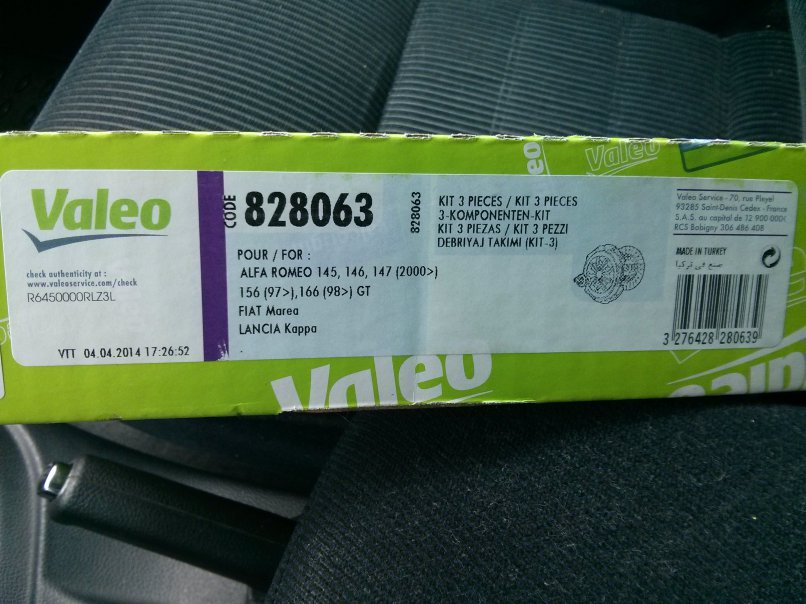 Valeo
Valeo
check authenticity at :
www.valeoservice.com/check
R6450000RLZ3L
VTT 04.04.2014 17:26:52
CODE 828063
828063
POUR / FOR :
ALFA ROMEO 145, 146, 147 (2000>)
156 (97>),166 (98>) GT
FIAT Marea
LANCIA Kappa
KIT 3 PIECES / KIT 3 PIECES
3-KOMPONENTEN-KIT
KIT 3 PIEZAS / KIT 3 PEZZI
DEBRIYAJ TAKIMI (KIT-3)
Valeo Service - 70, rue Pleyel
93285 Saint-Denis Cedex - France
S.A.S. au capital de 12 900 000€
RCS Bobigny 306 486 408
MADE IN TURKEY
صنع في تركيا
3 276428 280639
Valeo